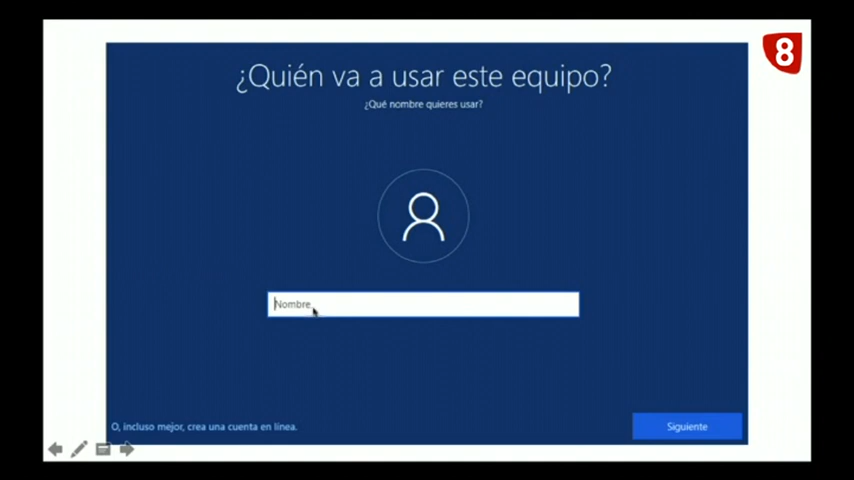 8
¿Quién va a usar este equipo?
¿Qué nombre quieres usar?
Nombre
O, incluso mejor, crea una cuenta en línea.
Siguiente